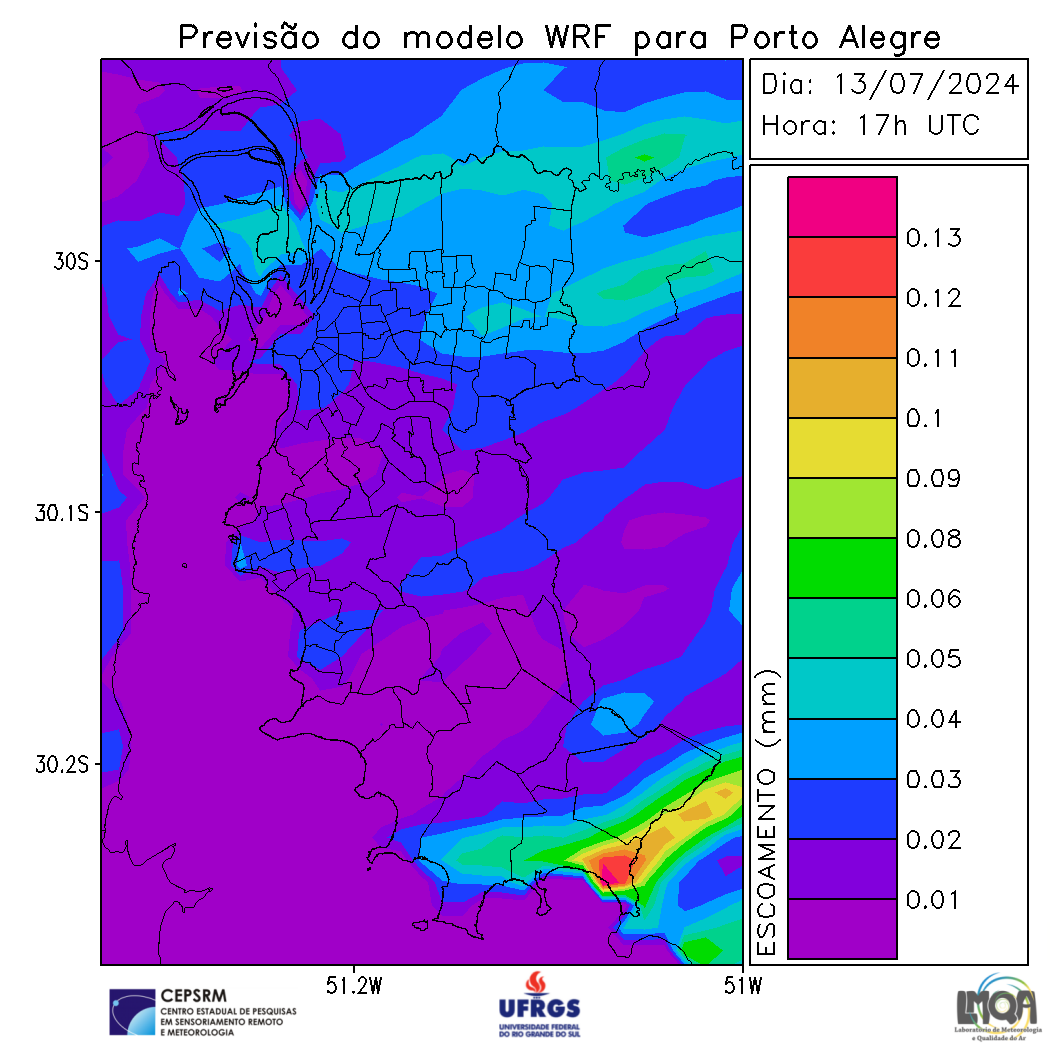 Previsão do modelo WRF para Porto Alegre
Dia: 13/07/2024
Hora: 17h UTC
30S
30.1S
30.2S
51.2W
51W
ESCOAMENTO (mm)
0.13
0.12
0.11
0.1
0.09
0.08
0.06
0.05
0.04
0.03
0.02
0.01
CEPSRM
CENTRO ESTADUAL DE PESQUISAS
EM SENSORIAMENTO REMOTO
E METEOROLOGIA
UFRGS
UNIVERSIDADE FEDERAL
DO RIO GRANDE DO SUL
LMQA
Laboratório de Meteorologia
e Qualidade do Ar